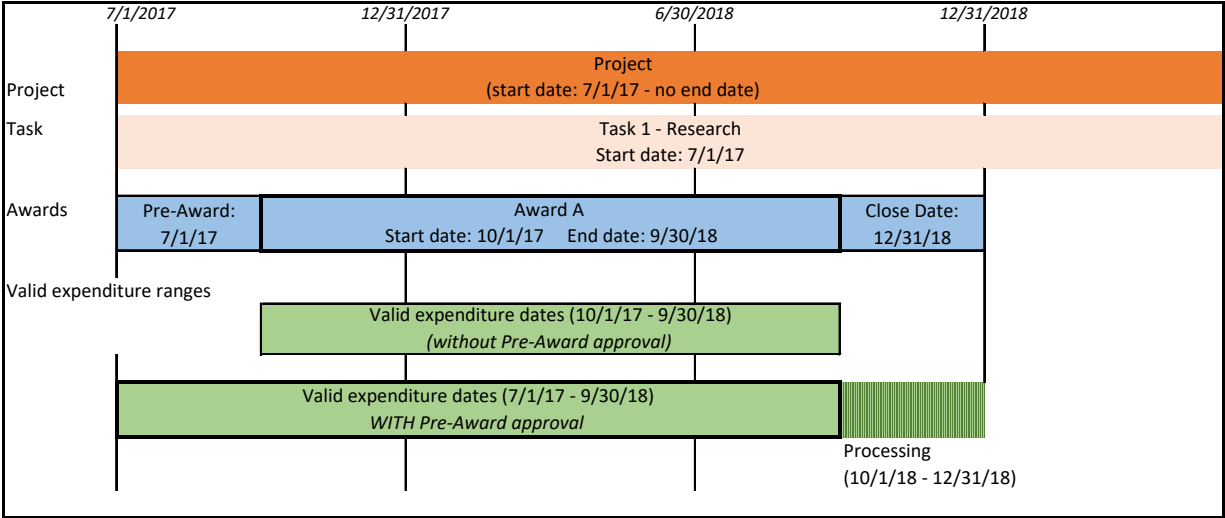 7/1/2017 12/31/2017 6/30/2018 12/31/2018
Project
(start date: 7/1/17 - no end date)
Project
Task
Task 1 - Research
Start date: 7/1/17
Awards
Pre-Award:
7/1/17
Award A
Start date: 10/1/17 End date: 9/30/18
Close Date:
12/31/18
Valid expenditure ranges
Valid expenditure dates (10/1/17 - 9/30/18)
(without Pre-Award approval)
Valid expenditure dates (7/1/17 - 9/30/18)
WITH Pre-Award approval
Processing
(10/1/18 - 12/31/18)